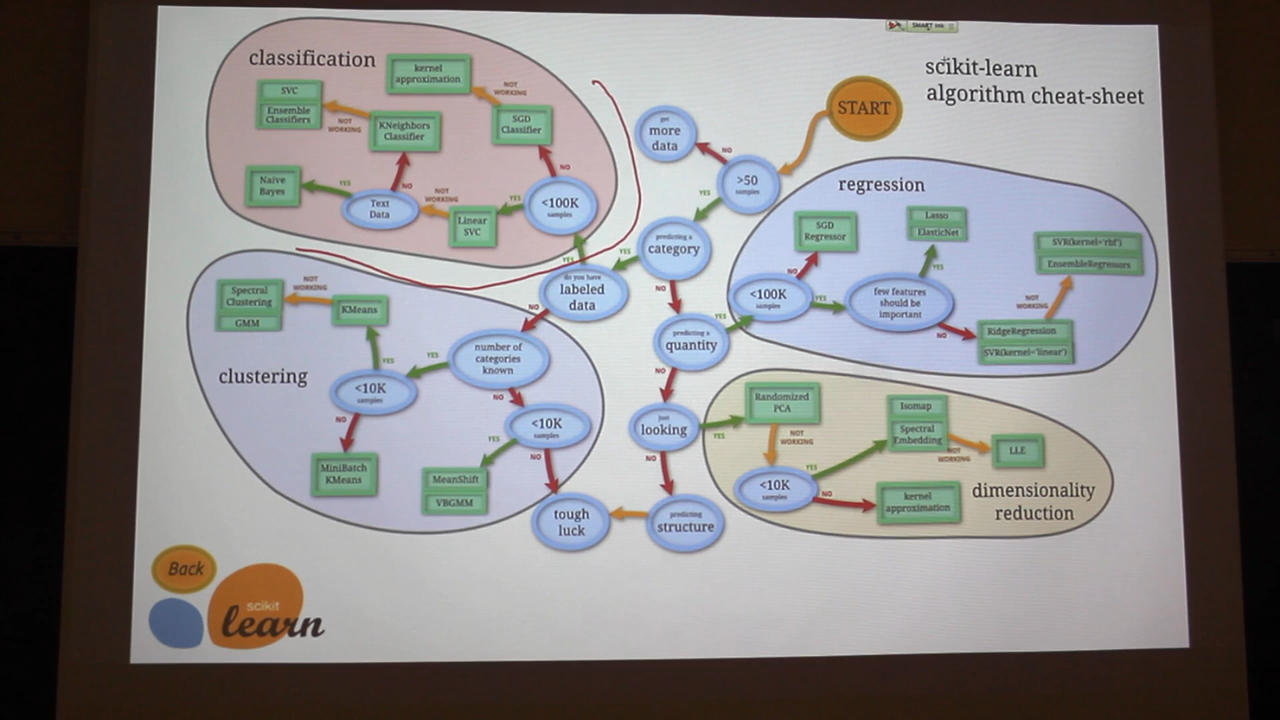 SMART Ink
scikit-learn
algorithm cheat-sheet
START
classification
kernel
approximation
SVC
Ensemble
Classifiers
NOT
WORKING
KNeighbors
Classifier
NOT
WORKING
SGD
Classifier
NO
Naive
Bayes
YES
Text
Data
NO
NOT
WORKING
Linear
SVC
YES
<100K
samples
get
more
data
NO
>50
samples
YES
predicting a
category
YES
YES
do you have
labeled
data
NO
NO
predicting a
quantity
YES
NO
just
looking
YES
NO
predicting
structure
tough
luck
regression
SGD
Regressor
Lasso
ElasticNet
SVR(kernel='rbf')
EnsembleRegressors
NO
YES
<100K
samples
YES
few features
should be
important
NOT
WORKING
NO
RidgeRegression
SVR(kernel='linear')
clustering
Spectral
Clustering
GMM
NOT
WORKING
KMeans
YES
number of
categories
known
YES
<10K
samples
NO
NO
<10K
samples
YES
NO
MiniBatch
KMeans
MeanShift
VBGMM
Randomized
PCA
NOT
WORKING
Isomap
Spectral
Embedding
NOT
WORKING
LLE
YES
<10K
samples
NO
kernel
approximation
dimensionality
reduction
Back
scikit
learn